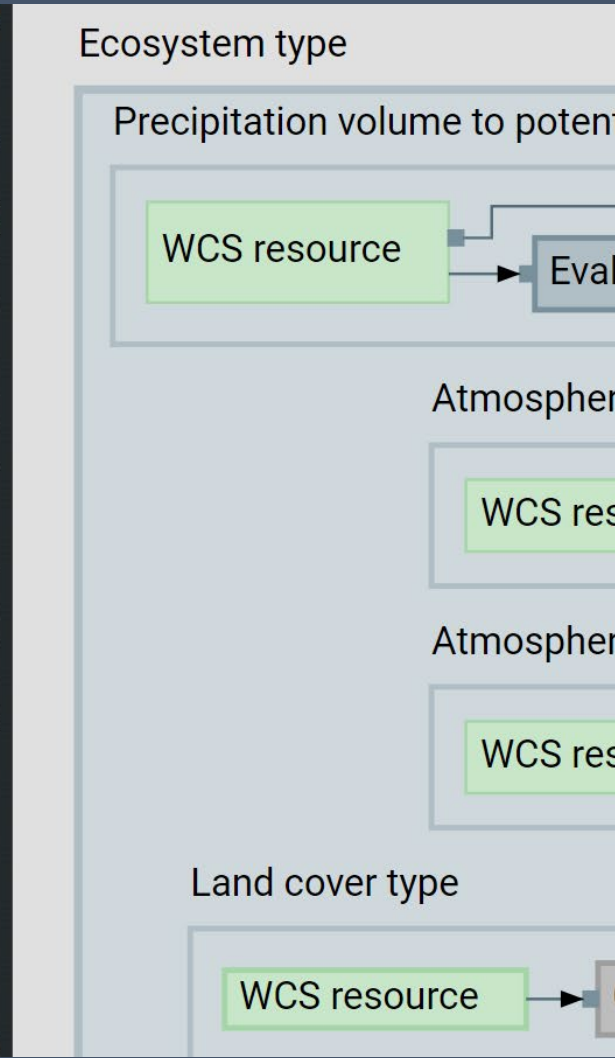 Ecosystem type
Precipitation volume to potent
WCS resource
Eval
Atmospher
WCS res
Atmospher
WCS res
Land cover type
WCS resource